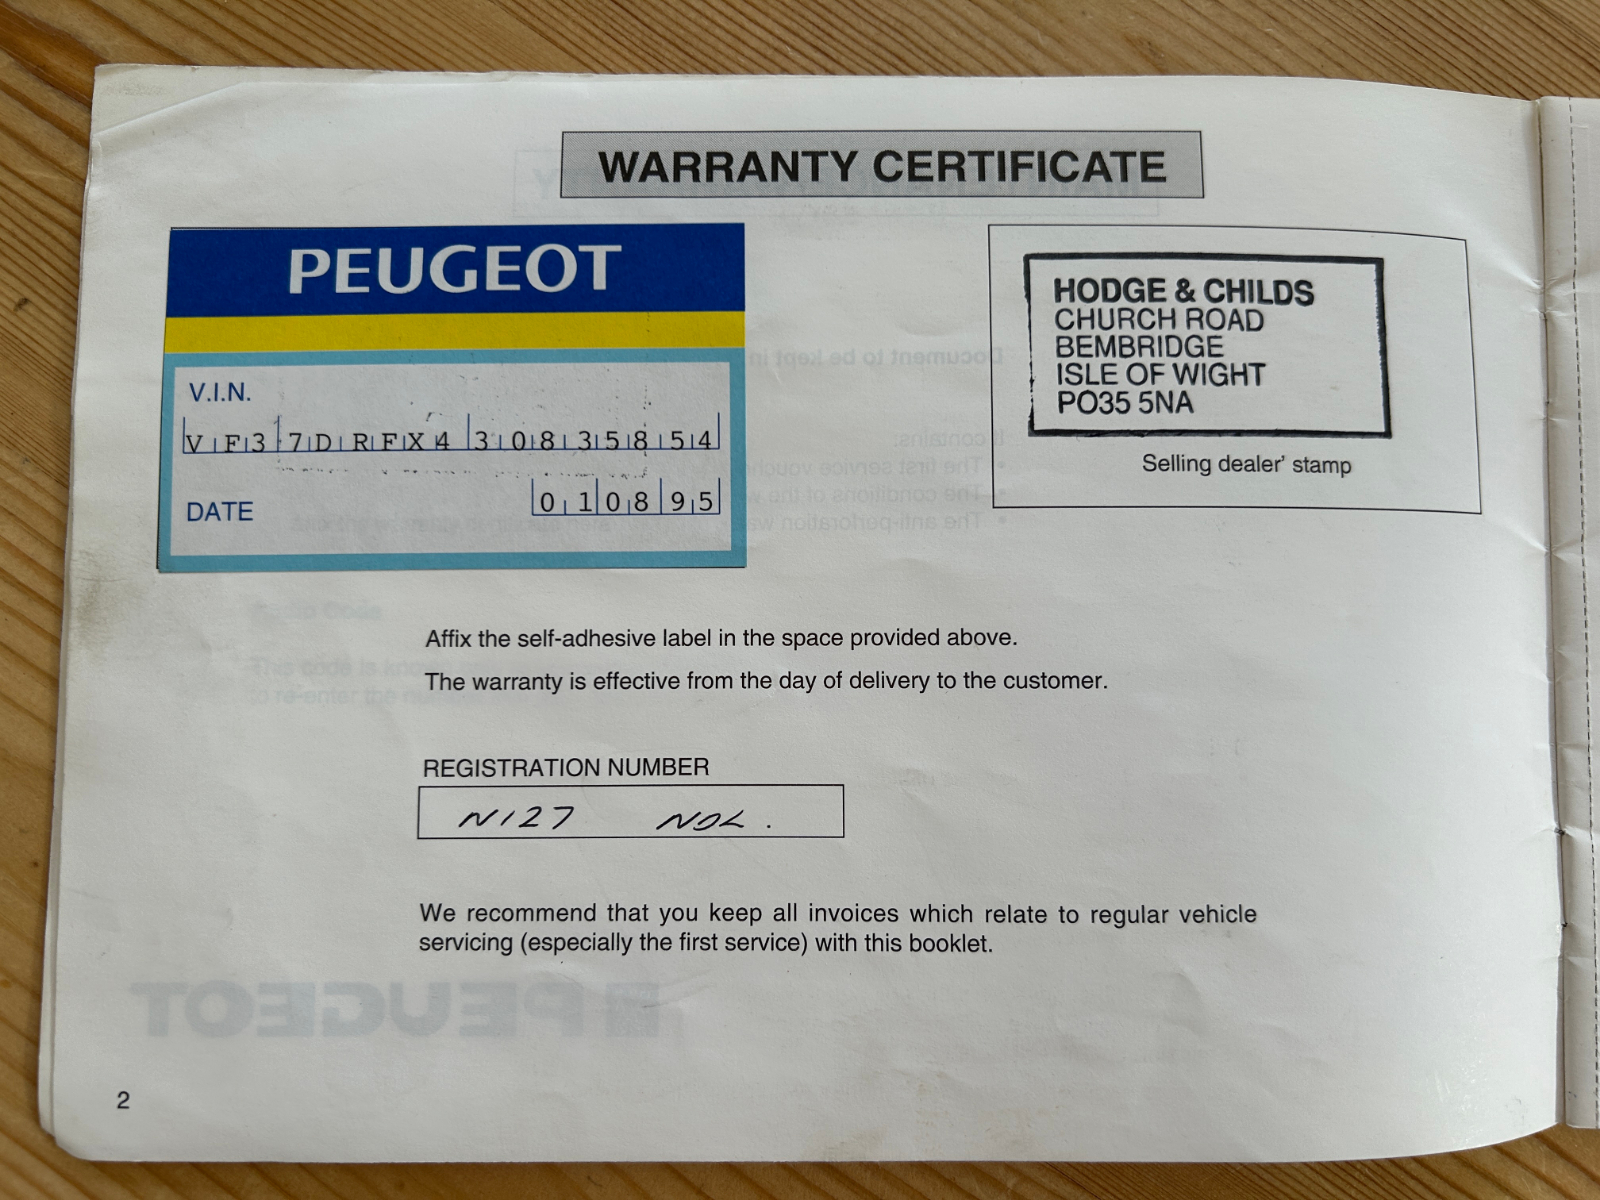 WARRANTY CERTIFICATE
PEUGEOT
V.I.N.
VF37DRFX430835854
DATE
010895
HODGE & CHILDS
CHURCH ROAD
BEMBRIDGE
ISLE OF WIGHT
PO35 5NA
Selling dealer' stamp
Affix the self-adhesive label in the space provided above.
The warranty is effective from the day of delivery to the customer.
REGISTRATION NUMBER
N127 NDL.
We recommend that you keep all invoices which relate to regular vehicle
servicing (especially the first service) with this booklet.
2